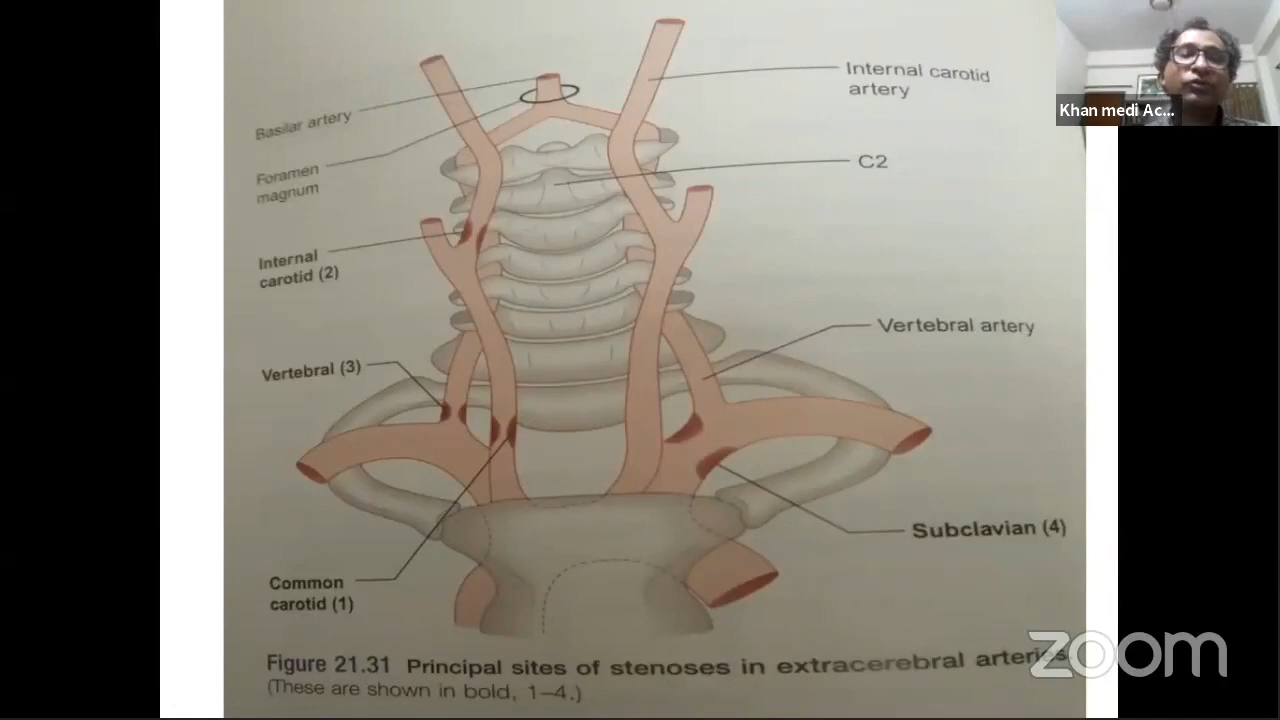 Internal carotid
artery
Khan medi Ac...
Basilar artery
C2
Foramen
magnum
Internal
carotid (2)
Vertebral artery
Vertebral (3)
Subclavian (4)
Common
carotid (1)
Figure 21.31 Principal sites of stenoses in extracerebral arteries
(These are shown in bold, 1–4.)
zoom